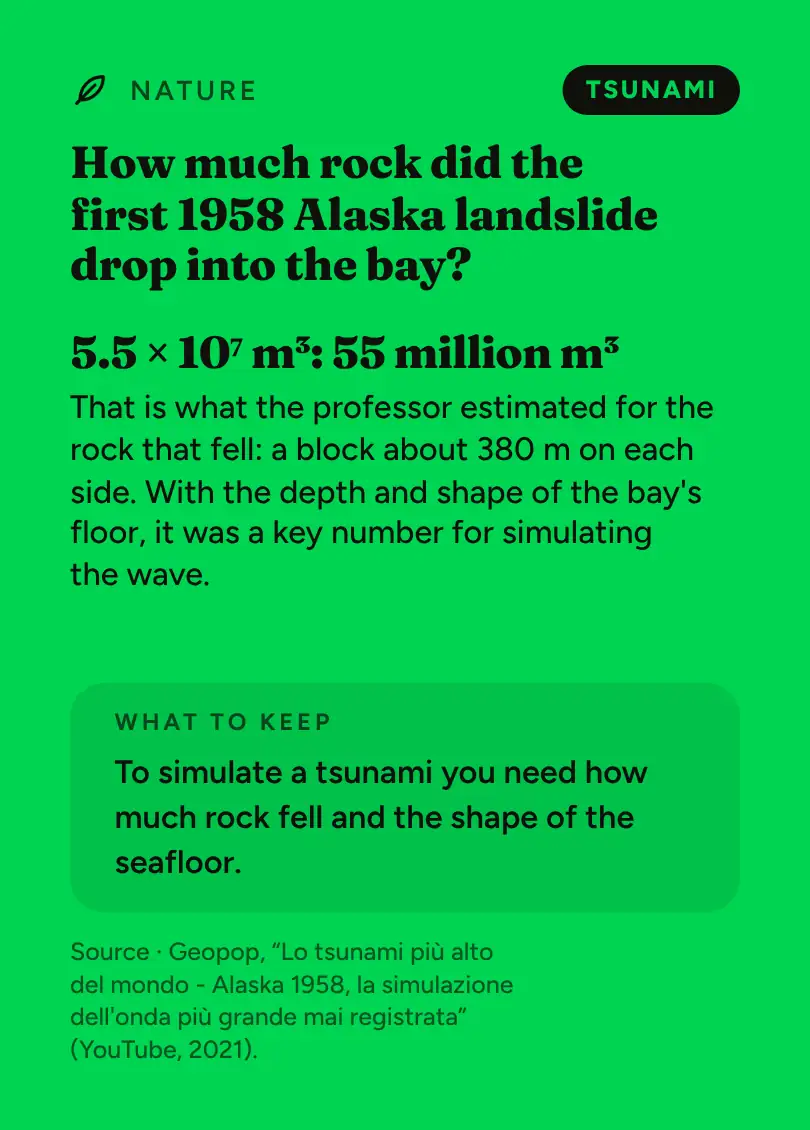 NATURE
TSUNAMI
How much rock did the
first 1958 Alaska landslide
drop into the bay?
5.5 × 10⁷ m³: 55 million m³
That is what the professor estimated for the
rock that fell: a block about 380 m on each
side. With the depth and shape of the bay's
floor, it was a key number for simulating
the wave.
WHAT TO KEEP
To simulate a tsunami you need how
much rock fell and the shape of the
seafloor.
Source · Geopop, “Lo tsunami più alto
del mondo - Alaska 1958, la simulazione
dell'onda più grande mai registrata”
(YouTube, 2021).